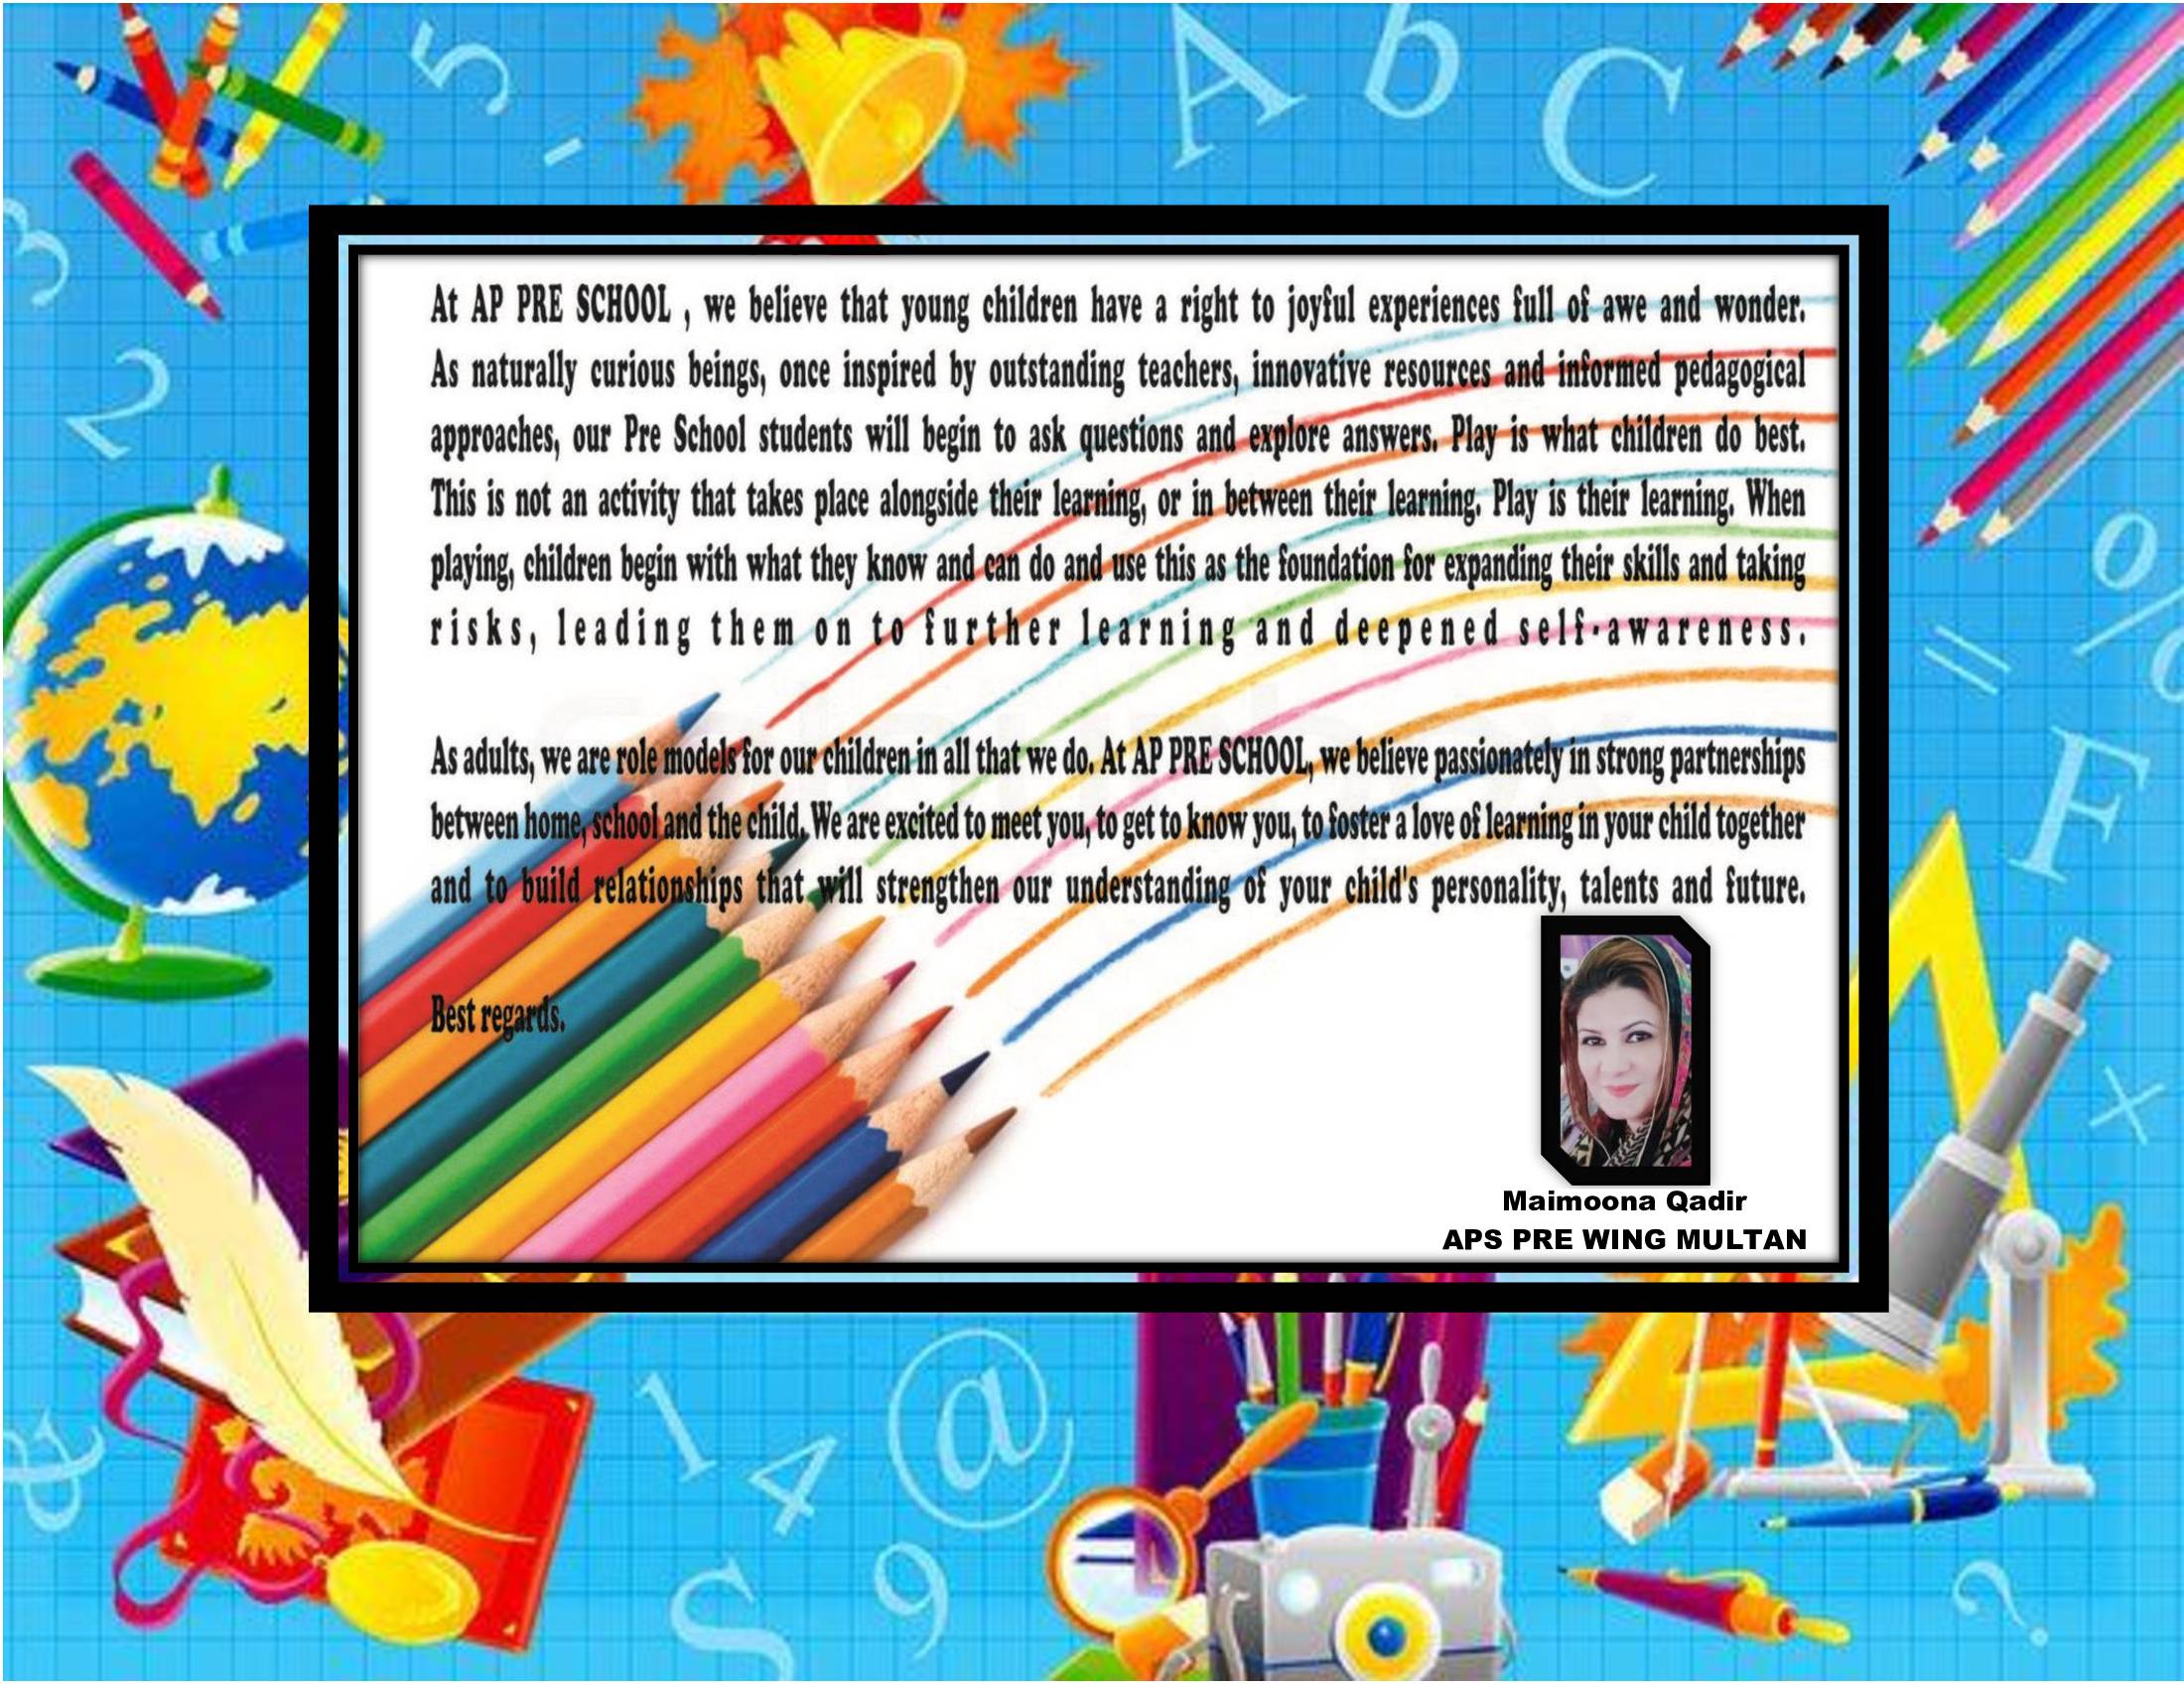 5 - A b C
3
2
At AP PRE SCHOOL , we believe that young children have a right to joyful experiences full of awe and wonder.
As naturally curious beings, once inspired by outstanding teachers, innovative resources and informed pedagogical
approaches, our Pre School students will begin to ask questions and explore answers. Play is what children do best.
This is not an activity that takes place alongside their learning, or in between their learning. Play is their learning. When
playing, children begin with what they know and can do and use this as the foundation for expanding their skills and taking
risks, leading them on to further learning and deepened self-awareness.
As adults, we are role models for our children in all that we do. At AP PRE SCHOOL, we believe passionately in strong partnerships
between home, school and the child. We are excited to meet you, to get to know you, to foster a love of learning in your child together
and to build relationships that will strengthen our understanding of your child's personality, talents and future.
Best regards.
Maimoona Qadir
APS PRE WING MULTAN
%
=
F
x
&
1 4 @
S 9
?